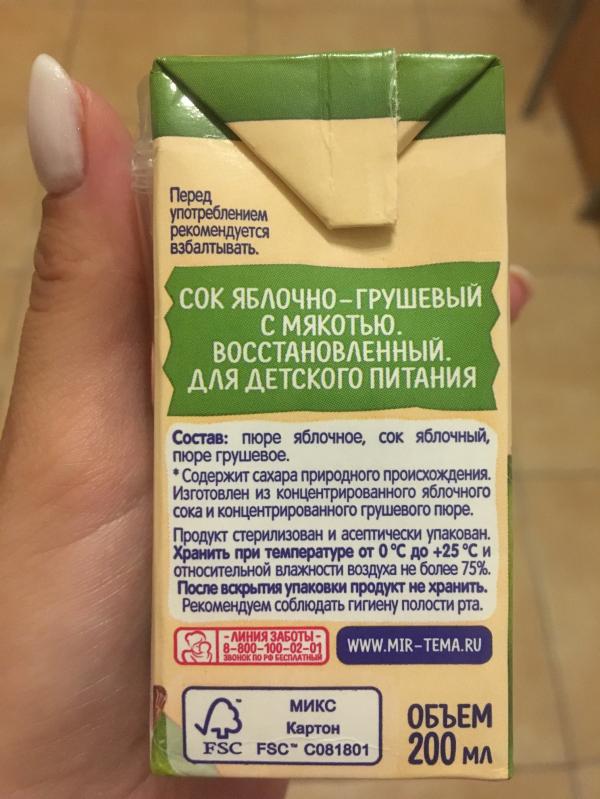 Перед
употреблением
рекомендуется
взбалтывать.
СОК ЯБЛОЧНО-ГРУШЕВЫЙ
С МЯКОТЬЮ.
ВОССТАНОВЛЕННЫЙ.
ДЛЯ ДЕТСКОГО ПИТАНИЯ
Состав: пюре яблочное, сок яблочный,
пюре грушевое.
* Содержит сахара природного происхождения.
Изготовлен из концентрированного яблочного
сока и концентрированного грушевого пюре.
Продукт стерилизован и асептически упакован.
Хранить при температуре от 0 °С до +25 °С и
относительной влажности воздуха не более 75%.
После вскрытия упаковки продукт не хранить.
Рекомендуем соблюдать гигиену полости рта.
- ЛИНИЯ ЗАБОТЫ -
8-800-100-02-01
ЗВОНОК ПО РФ БЕСПЛАТНЫЙ
WWW.MIR-TEMA.RU
FSC
МИКС
Картон
FSC™ C081801
ОБЪЕМ
200 мл